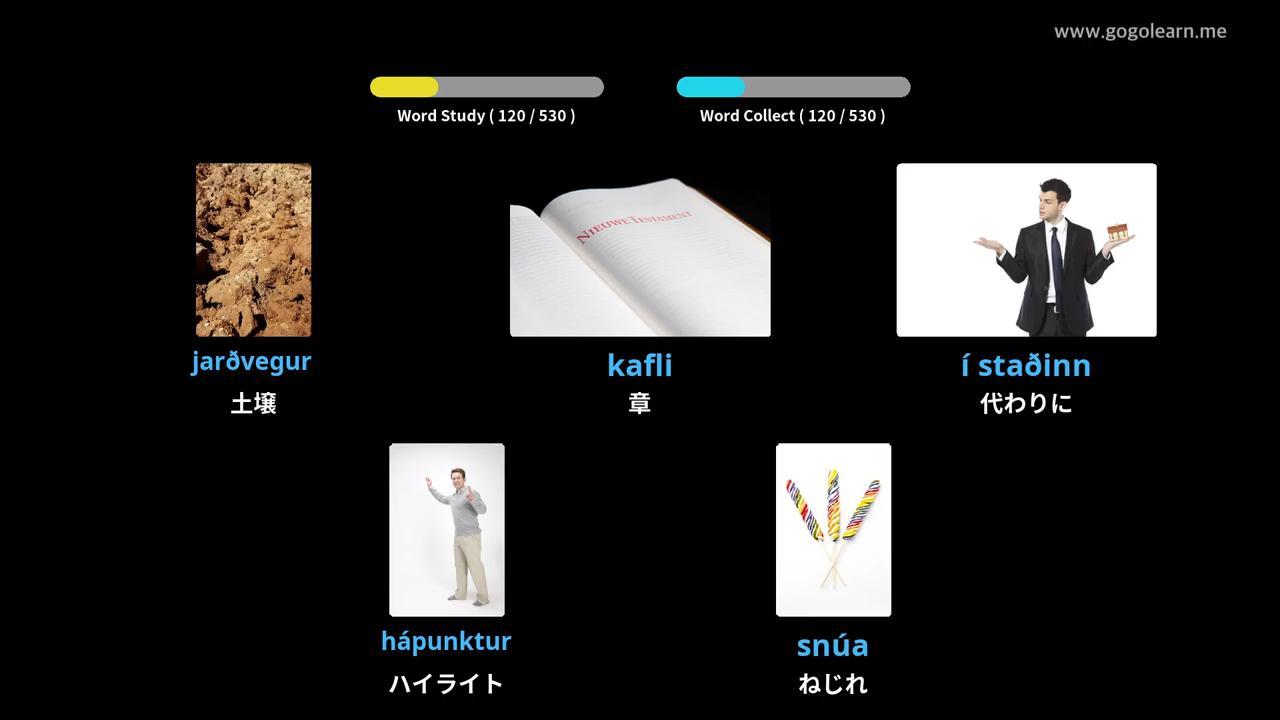 www.gogolearn.me
Word Study ( 120 / 530 )
Word Collect ( 120 / 530 )
NIEUWE TESTAMENT
jarðvegur
土壌
kafli
章
í staðinn
代わりに
hápunktur
ハイライト
snúa
ねじれ